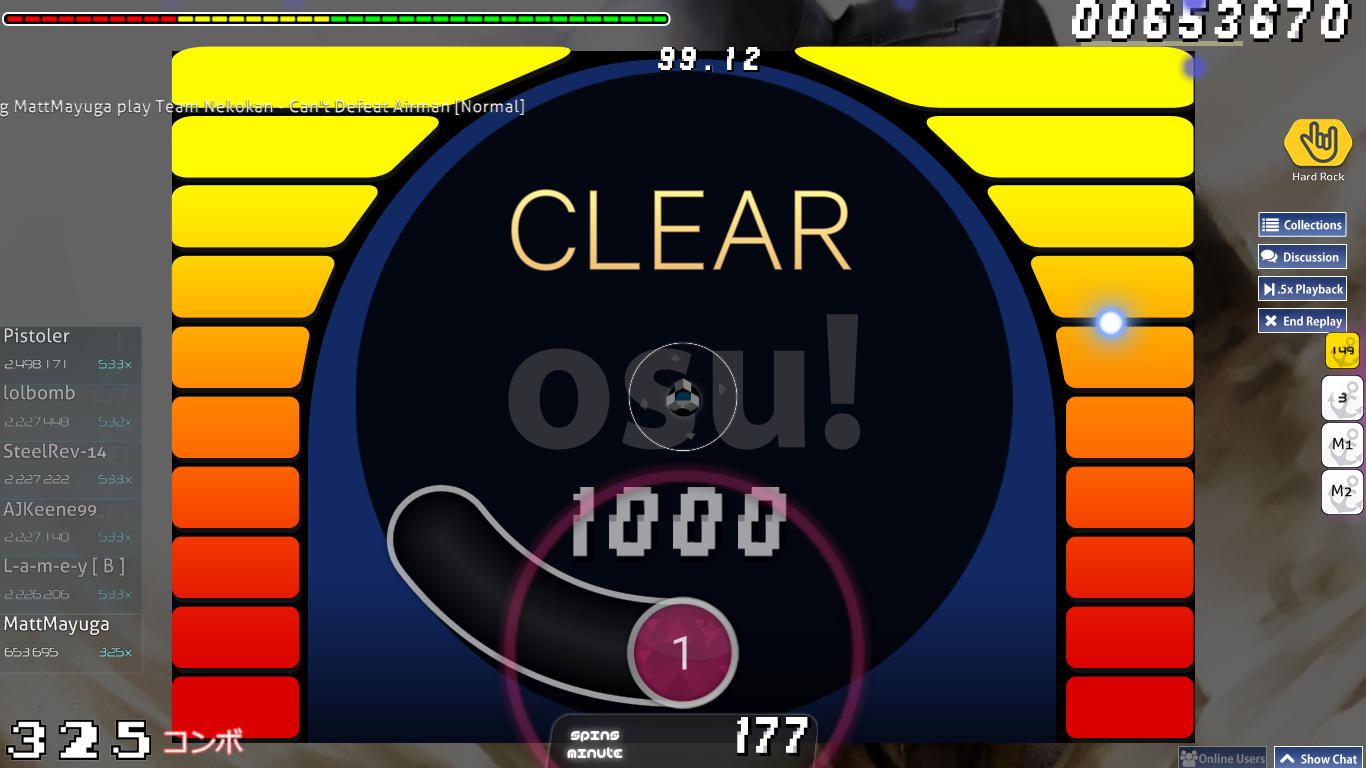 00653670
99.12
g MattMayuga play Team Nekokan - Can't Defeat Airman [Normal]
Hard Rock
CLEAR
Collections
Discussion
.5x Playback
End Replay
osu!
Pistoler
2.498.171 533x
lolbomb
2.227.448 532x
SteelRev-14
2.227.222 533x
AJKeene99
2.227.140 533x
L-a-m-e-y [ B ]
2.226.206 533x
MattMayuga
653.695 325x
149
3
M1
M2
1000
1
spins
minute
177
325 コンボ
Online Users
Show Chat